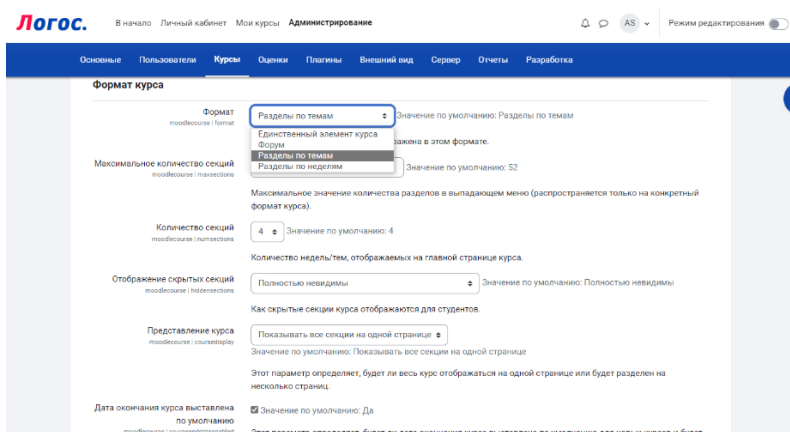 Логос.
В начало Личный кабинет Мои курсы Администрирование AS Режим редактирования
Основные Пользователи Курсы Оценки Плагины Внешний вид Сервер Отчеты Разработка
Формат курса
Формат Разделы по темам Значение по умолчанию: Разделы по темам
moodlecourse | format
Единственный элемент курса
Форум ражена в этом формате.
Разделы по темам
Разделы по неделям
Максимальное количество секций Значение по умолчанию: 52
moodlecourse | maxsections
Максимальное значение количества разделов в выпадающем меню (распространяется только на конкретный
формат курса).
Количество секций 4 Значение по умолчанию: 4
moodlecourse | numsections
Количество недель/тем, отображаемых на главной странице курса.
Отображение скрытых секций Полностью невидимы Значение по умолчанию: Полностью невидимы
moodlecourse | hiddensections
Как скрытые секции курса отображаются для студентов.
Представление курса Показывать все секции на одной странице
moodlecourse | coursedisplay
Значение по умолчанию: Показывать все секции на одной странице
Этот параметр определяет, будет ли весь курс отображаться на одной странице или будет разделен на
несколько страниц.
Дата окончания курса выставлена Значение по умолчанию: Да
по умолчанию